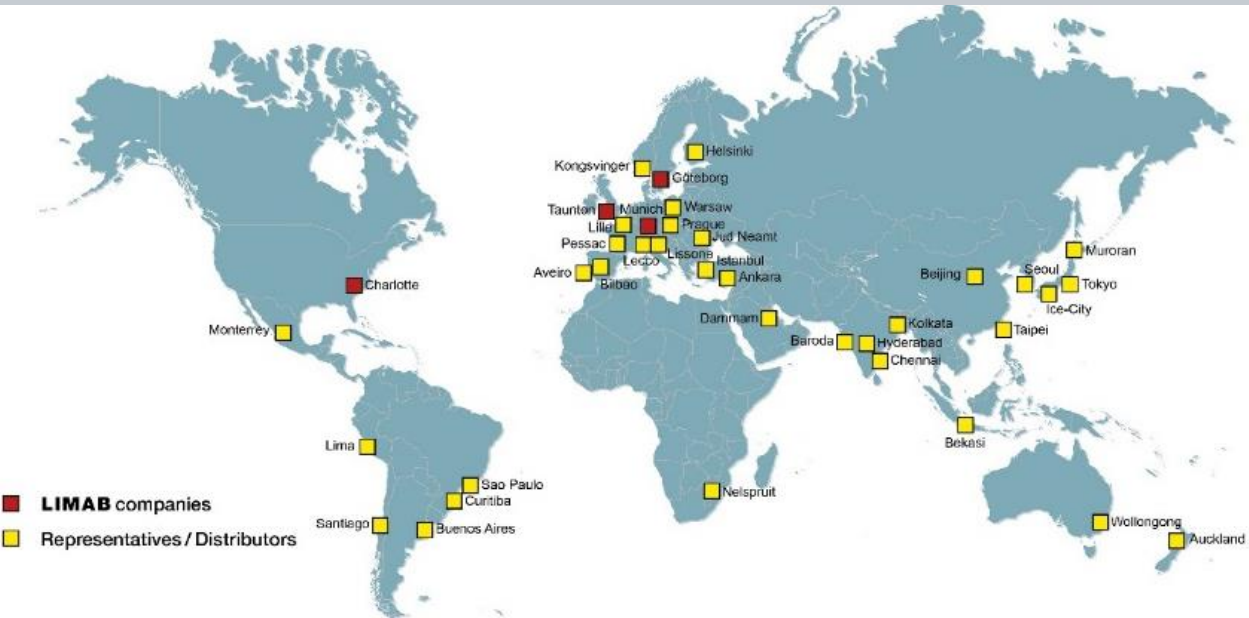 Helsinki
Kongsvinger
Göteborg
Taunton
Munich
Warsaw
Lille
Prague
Pessac
Jud Neamt
Lecco
Lissone
Istanbul
Aveiro
Bilbao
Ankara
Muroran
Beijing
Seoul
Tokyo
Ice-City
Charlotte
Monterrey
Dammam
Kolkata
Taipei
Baroda
Hyderabad
Chennai
Lima
Bekasi
Sao Paulo
Curitiba
Nelspruit
LIMAB companies
Santiago
Buenos Aires
Wollongong
Representatives / Distributors
Auckland